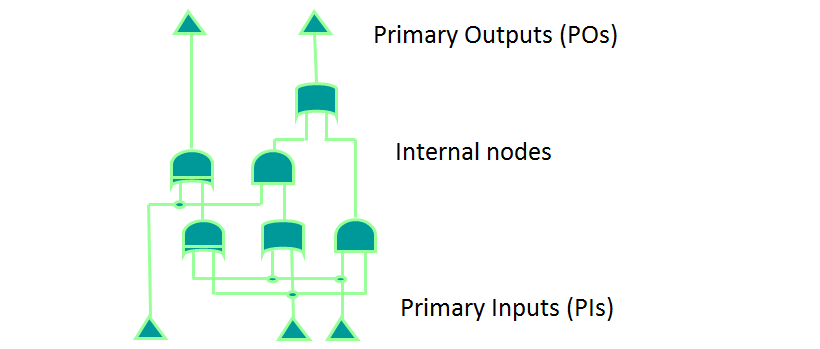 Primary Outputs (POs)
Internal nodes
Primary Inputs (PIs)